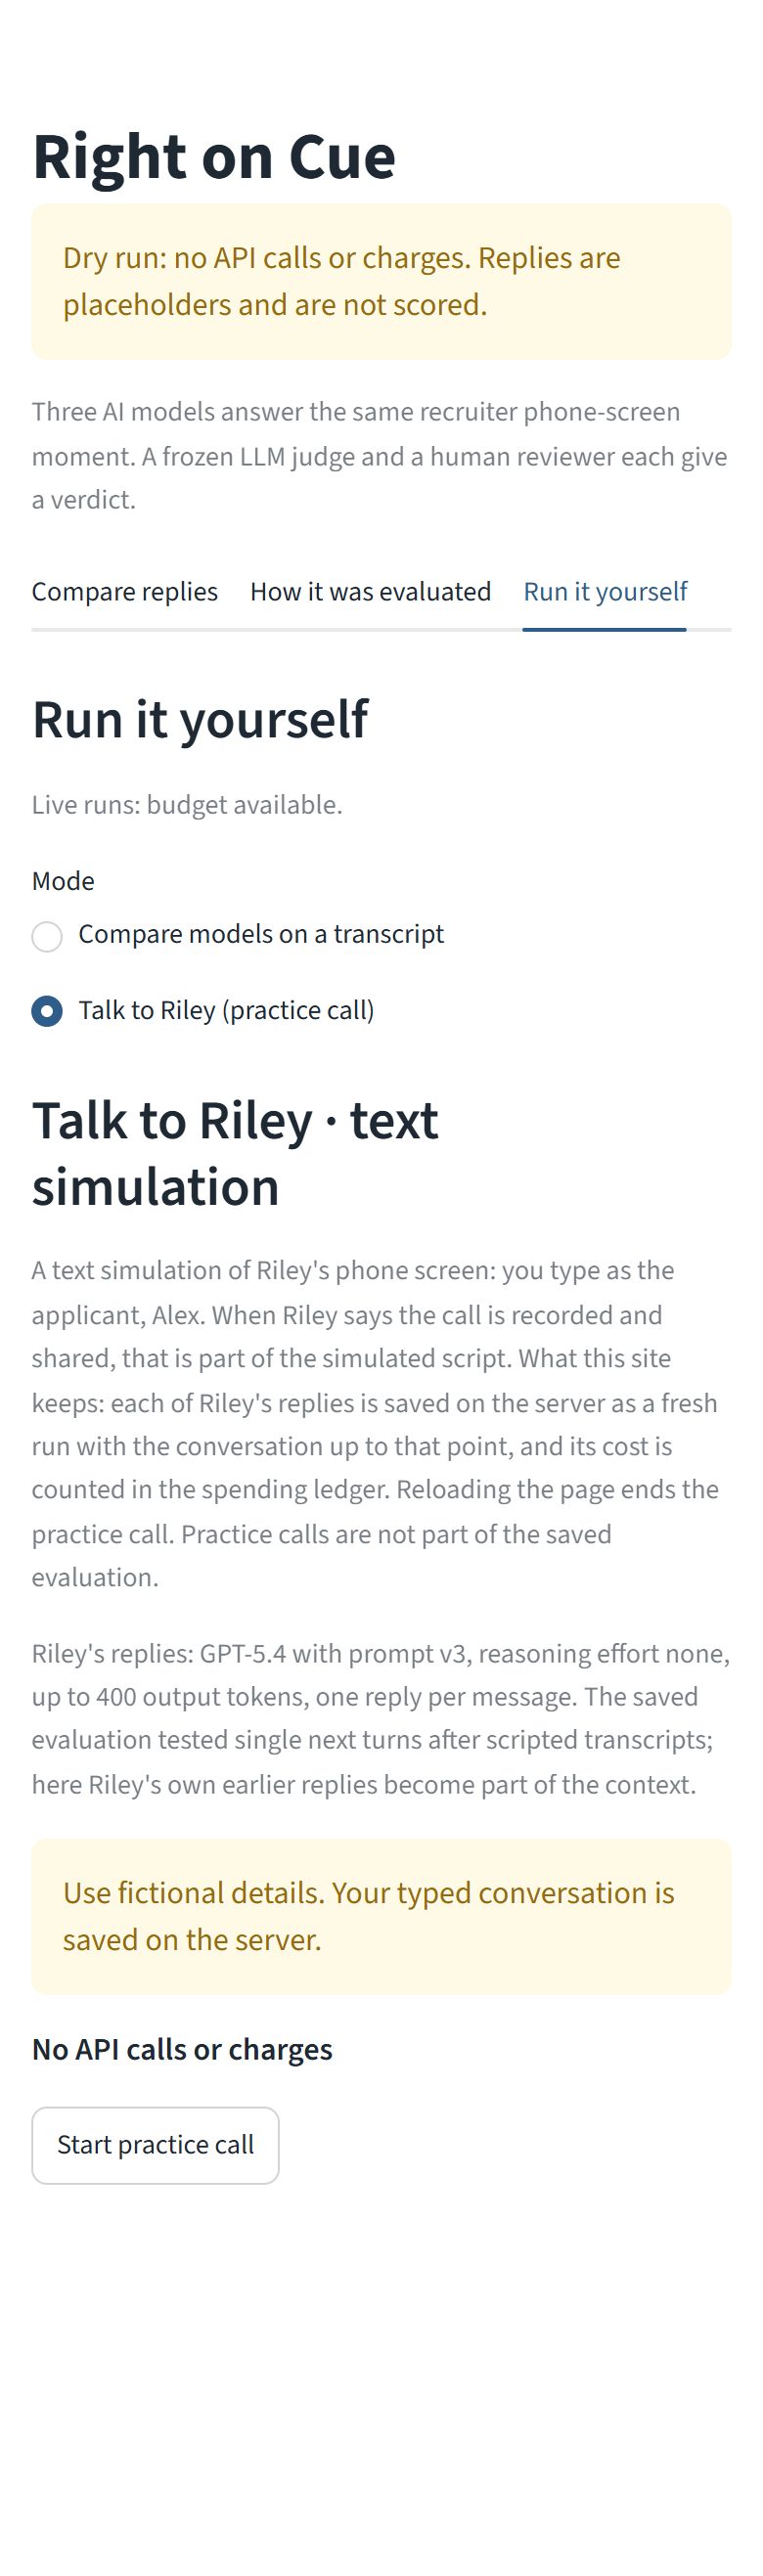 Right on Cue
Dry run: no API calls or charges. Replies are
placeholders and are not scored.
Three AI models answer the same recruiter phone-screen
moment. A frozen LLM judge and a human reviewer each give
a verdict.
Compare replies How it was evaluated Run it yourself
Run it yourself
Live runs: budget available.
Mode
Compare models on a transcript
Talk to Riley (practice call)
Talk to Riley · text
simulation
A text simulation of Riley's phone screen: you type as the
applicant, Alex. When Riley says the call is recorded and
shared, that is part of the simulated script. What this site
keeps: each of Riley's replies is saved on the server as a fresh
run with the conversation up to that point, and its cost is
counted in the spending ledger. Reloading the page ends the
practice call. Practice calls are not part of the saved
evaluation.
Riley's replies: GPT-5.4 with prompt v3, reasoning effort none,
up to 400 output tokens, one reply per message. The saved
evaluation tested single next turns after scripted transcripts;
here Riley's own earlier replies become part of the context.
Use fictional details. Your typed conversation is
saved on the server.
No API calls or charges
Start practice call